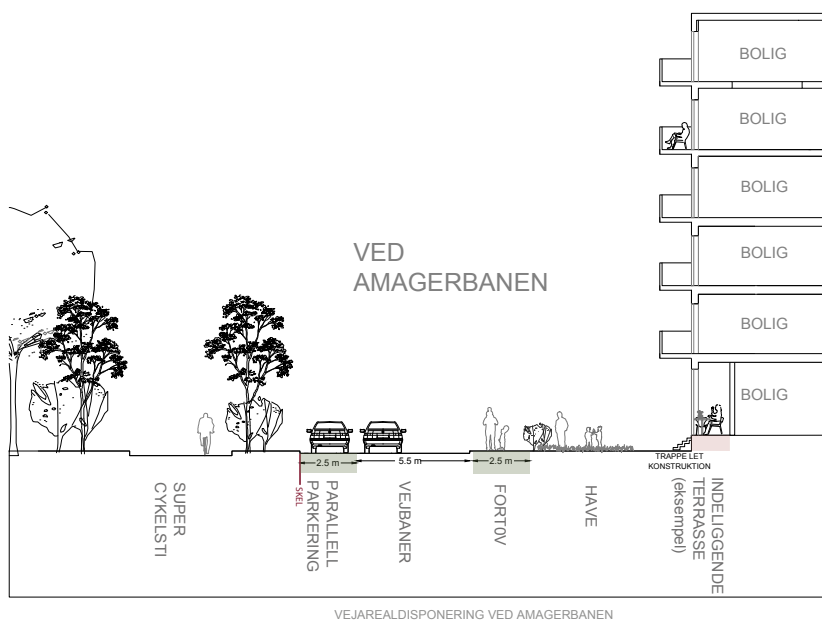 BOLIG
BOLIG
BOLIG
BOLIG
BOLIG
BOLIG
VED
AMAGERBANEN
2.5 m
5.5 m
2.5 m
TRAPPE LET
KONSTRUKTION
SUPER
CYKELSTI
SKEL
PARALLELL
PARKERING
VEJBANER
FORTOV
HAVE
INDELIGGENDE
TERRASSE
(eksempel)
VEJAREALDISPONERING VED AMAGERBANEN